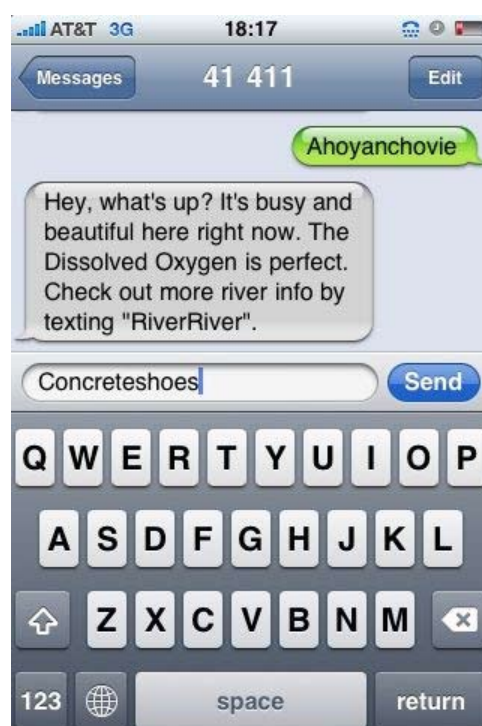 AT&T 3G 18:17
Messages 41 411 Edit
Ahoyanchovie
Hey, what's up? It's busy and
beautiful here right now. The
Dissolved Oxygen is perfect.
Check out more river info by
texting "RiverRiver".
Concreteshoes Send
Q W E R T Y U I O P
A S D F G H J K L
Z X C V B N M
123 space return